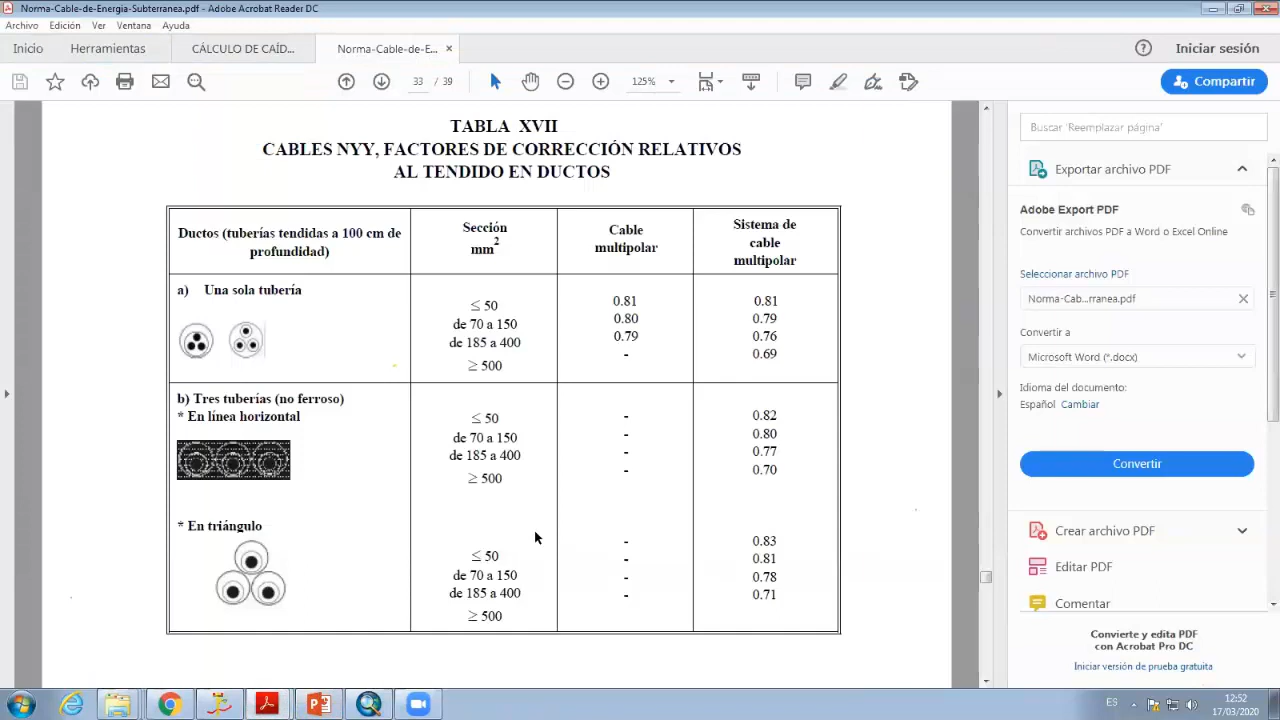 Norma-Cable-de-Energia-Subterranea.pdf - Adobe Acrobat Reader DC
Archivo Edición Ver Ventana Ayuda
Inicio Herramientas CÁLCULO DE CAÍD... Norma-Cable-de-E... ×
Iniciar sesión
33 / 39 125% Compartir
TABLA XVII
CABLES NYY, FACTORES DE CORRECCIÓN RELATIVOS
AL TENDIDO EN DUCTOS
Ductos (tuberías tendidas a 100 cm de
profundidad)
Sección
mm2
Cable
multipolar
Sistema de
cable
multipolar
a) Una sola tubería
≤ 50 0.81 0.81
de 70 a 150 0.80 0.79
de 185 a 400 0.79 0.76
≥ 500 - 0.69
b) Tres tuberías (no ferroso)
* En línea horizontal
≤ 50 - 0.82
de 70 a 150 - 0.80
de 185 a 400 - 0.77
≥ 500 - 0.70
* En triángulo
≤ 50 - 0.83
de 70 a 150 - 0.81
de 185 a 400 - 0.78
≥ 500 - 0.71
Buscar 'Reemplazar página'
Exportar archivo PDF
Adobe Export PDF
Convertir archivos PDF a Word o Excel Online
Seleccionar archivo PDF
Norma-Cab...rranea.pdf
Convertir a
Microsoft Word (*.docx)
Idioma del documento:
Español Cambiar
Convertir
Crear archivo PDF
Editar PDF
Comentar
Convierte y edita PDF
con Acrobat Pro DC
Iniciar versión de prueba gratuita
ES
12:52
17/03/2020